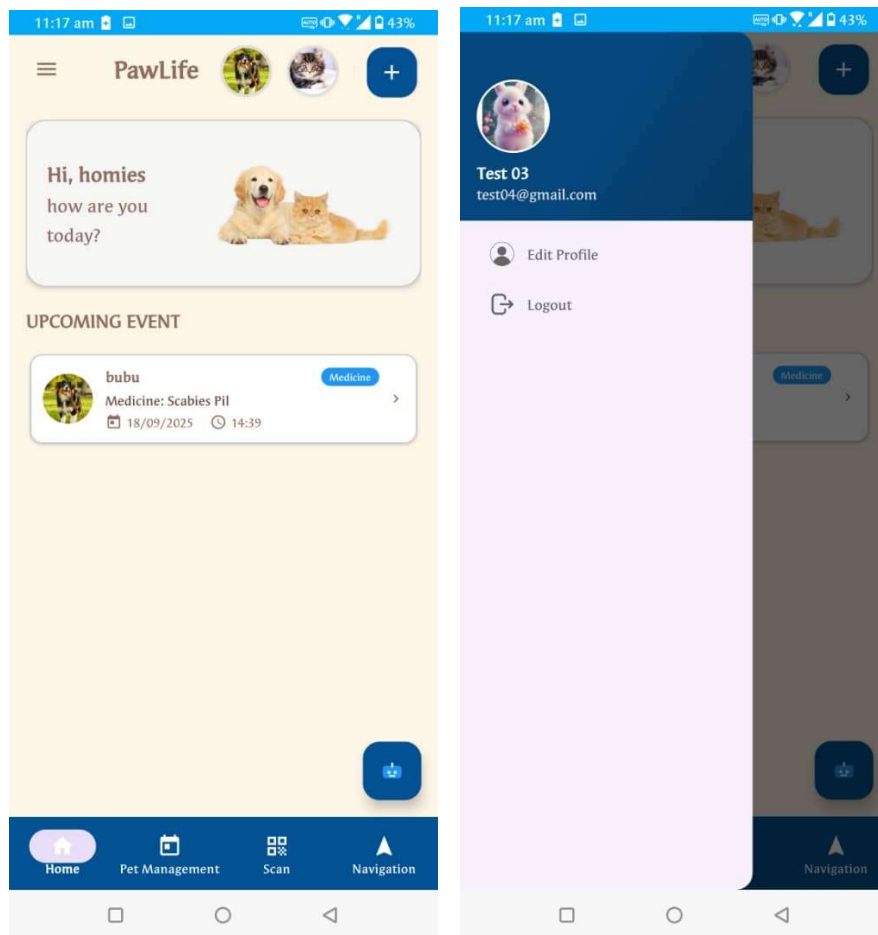 11:17 am 43%
PawLife
+
Hi, homies
how are you
today?
UPCOMING EVENT
bubu
Medicine
Medicine: Scabies Pil
18/09/2025 14:39
Home Pet Management Scan Navigation
11:17 am 43%
+
Test 03
test04@gmail.com
Edit Profile
Logout
Medicine
Navigation